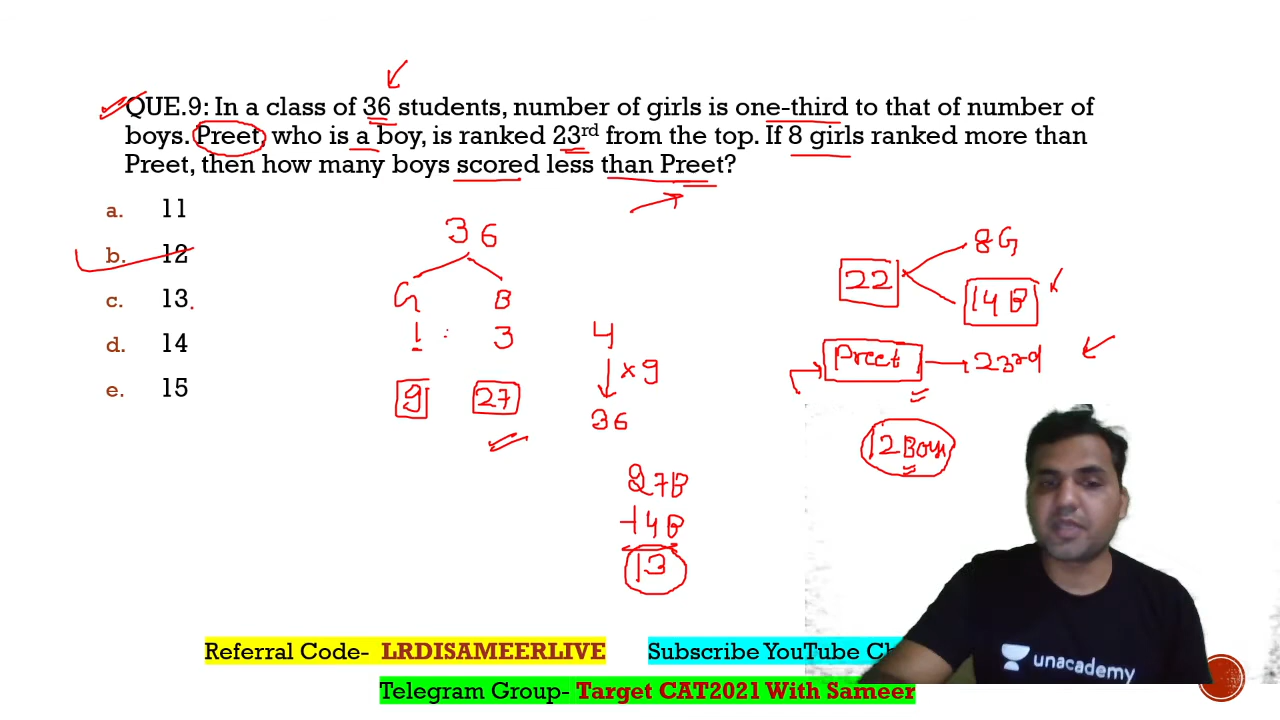 QUE.9: In a class of 36 students, number of girls is one-third to that of number of
boys. Preet, who is a boy, is ranked 23rd from the top. If 8 girls ranked more than
Preet, then how many boys scored less than Preet?
a. 11
b. 12
c. 13
d. 14
e. 15
36
G B
1 : 3 4
×9
9 27
36
27B
-14B
13
8G
22
14 B
Preet 23rd
12 Boys
Referral Code- LRDISAMEERLIVE
Subscribe YouTube Ch
Telegram Group- Target CAT2021 With Sameer
unacademy